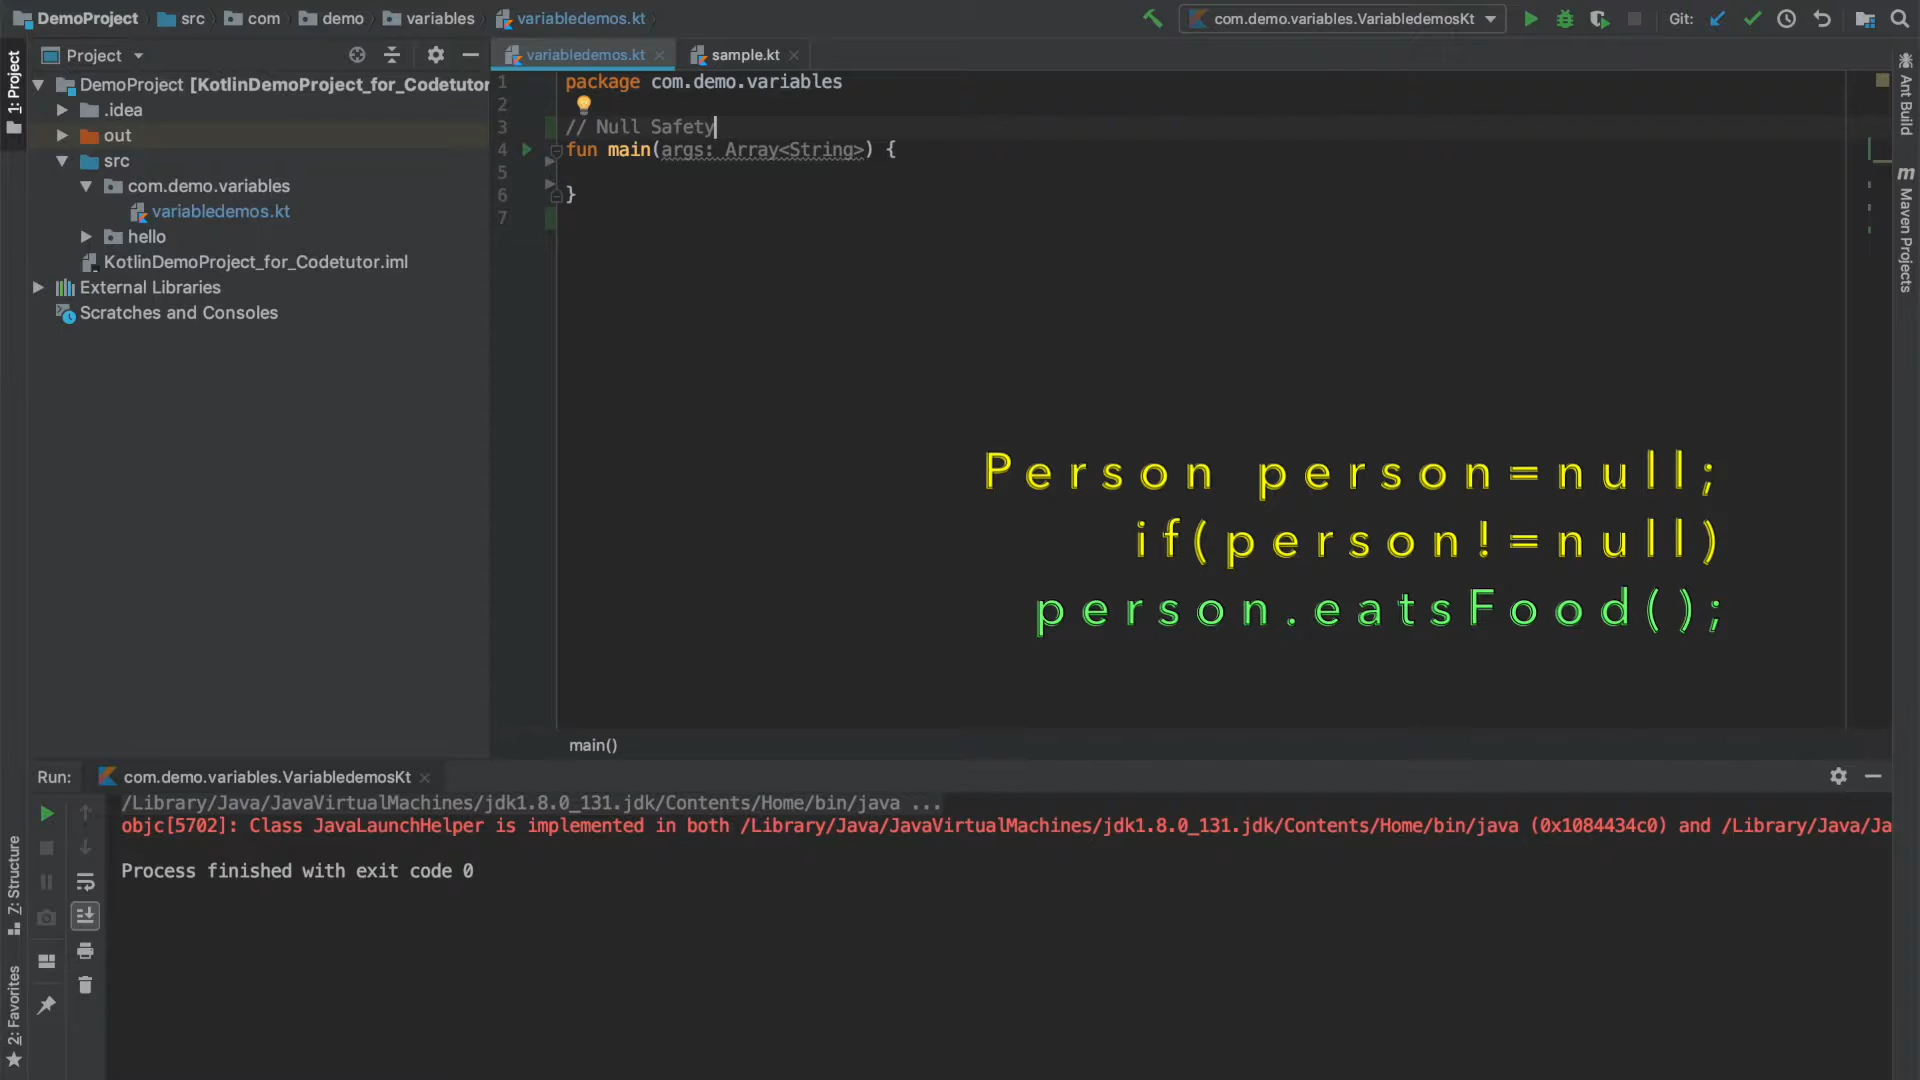 DemoProject src com demo variables variabledemos.kt
com.demo.variables.VariabledemosKt Git:
1: Project
Project
variabledemos.kt sample.kt
DemoProject [KotlinDemoProject_for_Codetutor
.idea
out
src
com.demo.variables
variabledemos.kt
hello
KotlinDemoProject_for_Codetutor.iml
External Libraries
Scratches and Consoles
1 package com.demo.variables
2
3 // Null Safety
4 fun main(args: Array<String>) {
5
6 }
7
Person person=null;
if(person!=null)
person.eatsFood();
main()
Ant Build
m Maven Projects
Run: com.demo.variables.VariabledemosKt
/Library/Java/JavaVirtualMachines/jdk1.8.0_131.jdk/Contents/Home/bin/java ...
objc[5702]: Class JavaLaunchHelper is implemented in both /Library/Java/JavaVirtualMachines/jdk1.8.0_131.jdk/Contents/Home/bin/java (0x1084434c0) and /Library/Java/Ja
Process finished with exit code 0
Z: Structure
2: Favorites